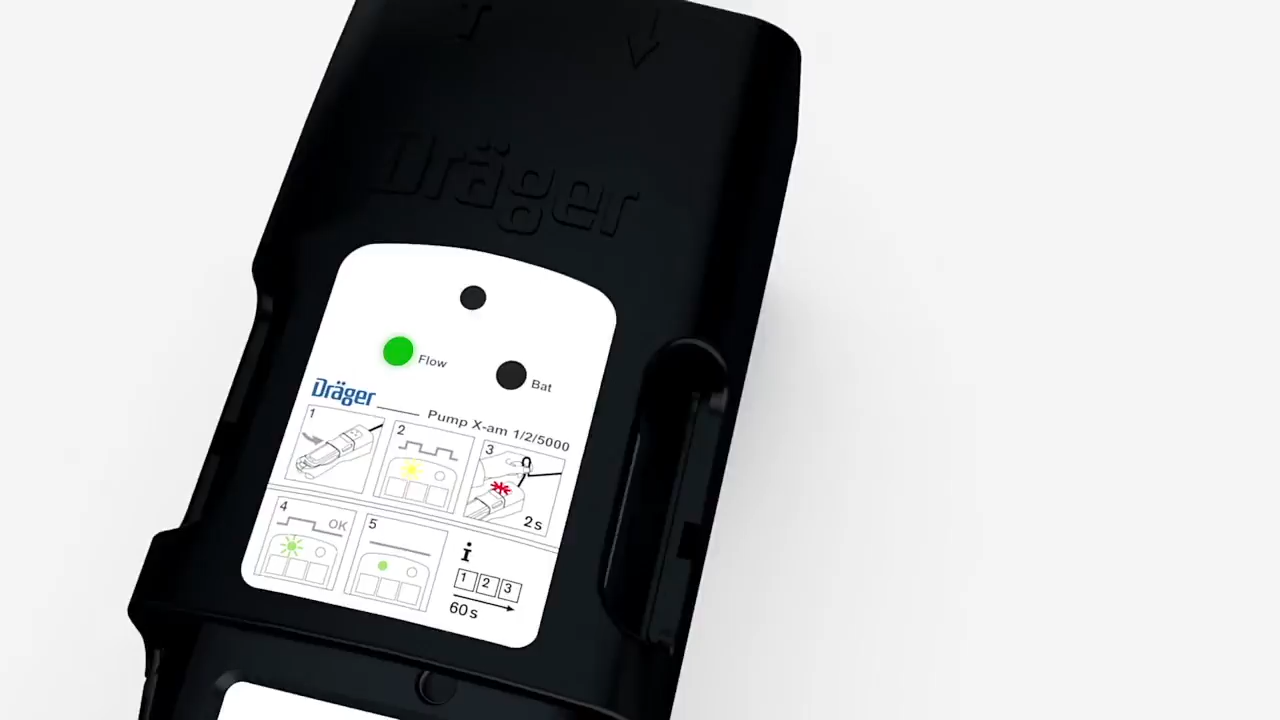 Dräger
Flow
Bat
Dräger
Pump X-am 1/2/5000
1
2
3
2s
4
OK
5
i
1 2 3
60s